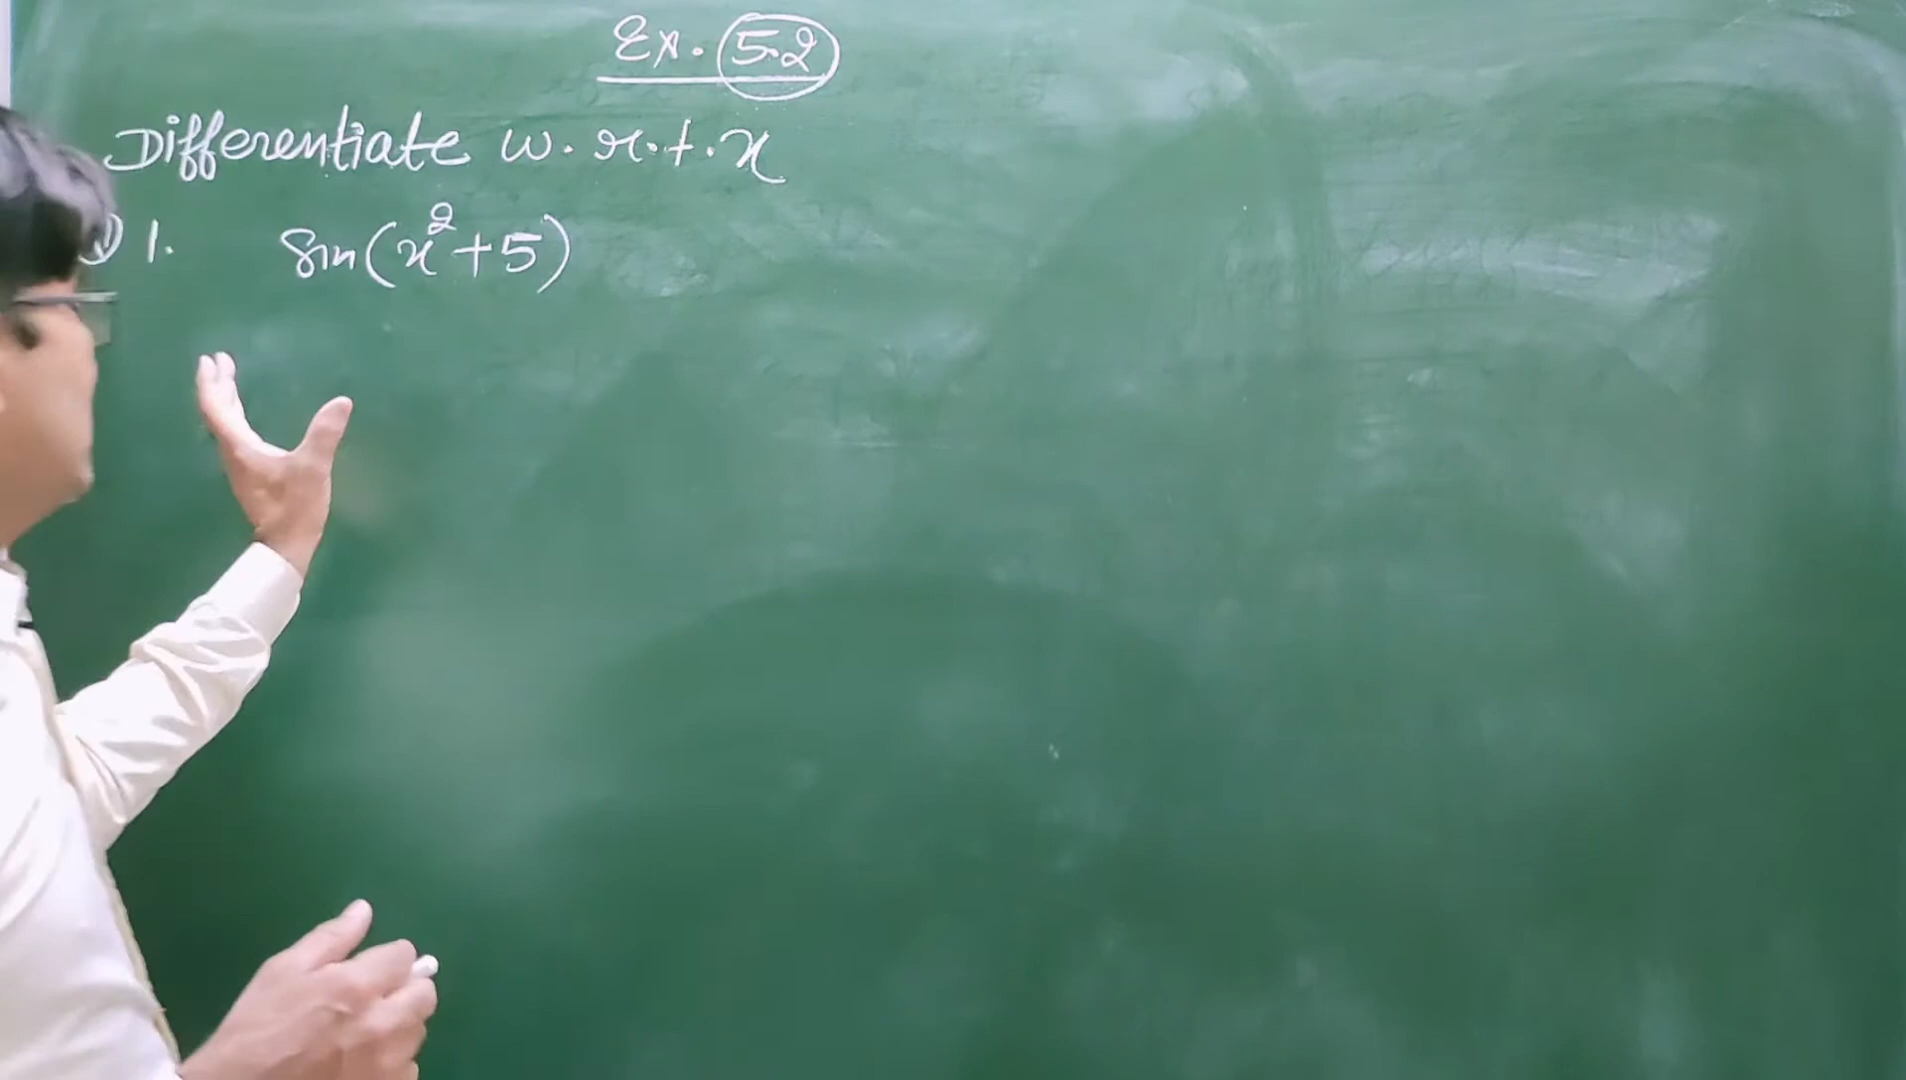 Ex. 5.2
Differentiate w.r.t.x
Q 1. Sin(x²+5)